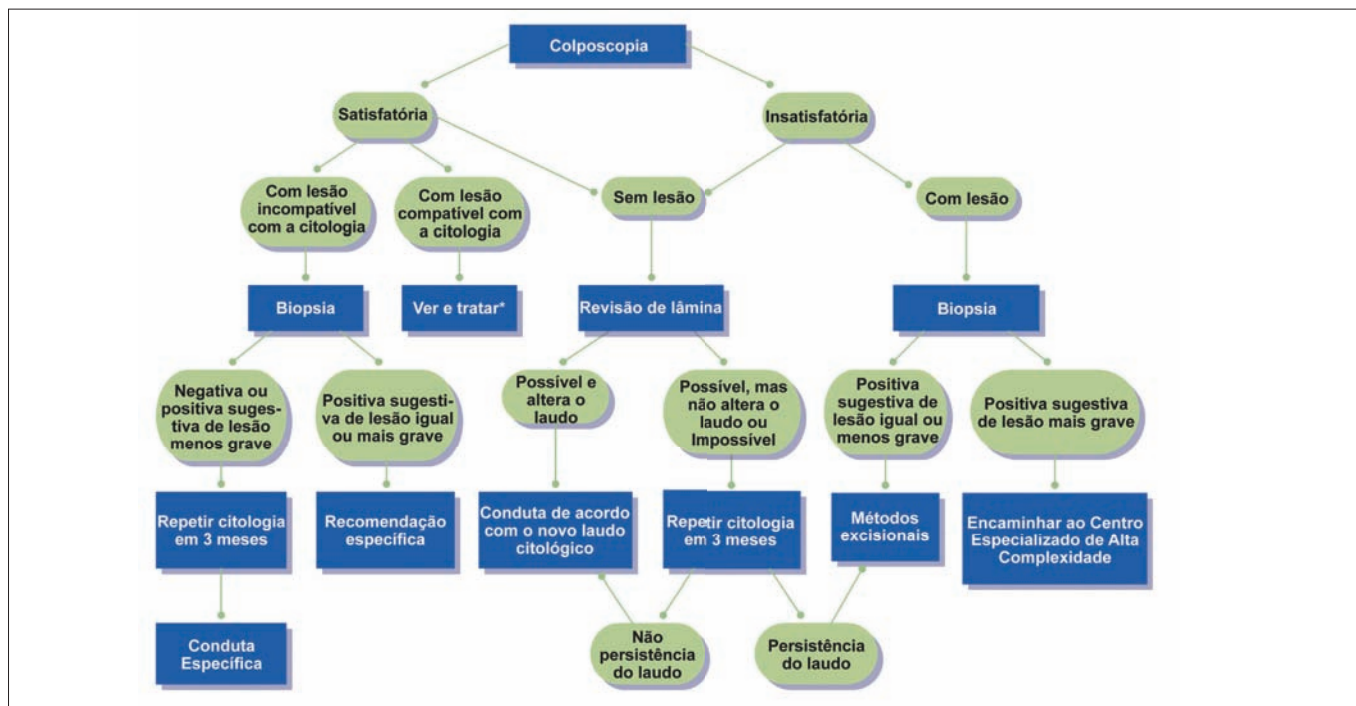 Colposcopia
Satisfatória
Insatisfatória
Com lesão
incompatível
com a citologia
Com lesão
compatível com
a citologia
Sem lesão
Com lesão
Biopsia
Ver e tratar*
Revisão de lâmina
Biopsia
Negativa ou
positiva suges-
tiva de lesão
menos grave
Positiva sugesti-
va de lesão igual
ou mais grave
Possível e
altera o
laudo
Possível, mas
não altera o
laudo ou
Impossível
Positiva
sugestiva de
lesão igual ou
menos grave
Positiva sugestiva
de lesão mais grave
Repetir citologia
em 3 meses
Recomendação
específica
Conduta de acordo
com o novo laudo
citológico
Repetir citologia
em 3 meses
Métodos
excisionais
Encaminhar ao Centro
Especializado de Alta
Complexidade
Conduta
Específica
Não
persistência
do laudo
Persistência
do laudo